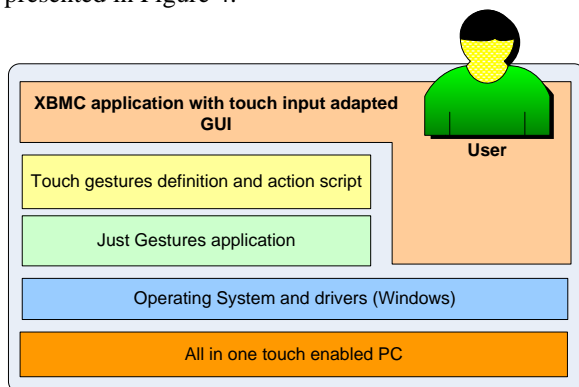 presented in Figure 4.
XBMC application with touch input adapted
GUI
User
Touch gestures definition and action script
Just Gestures application
Operating System and drivers (Windows)
All in one touch enabled PC